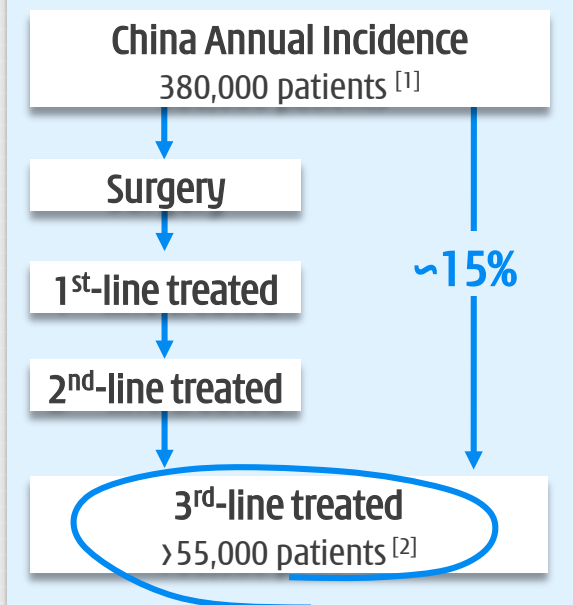 China Annual Incidence
380,000 patients [1]
Surgery
1st-line treated
~15%
2nd-line treated
3rd-line treated
>55,000 patients [2]